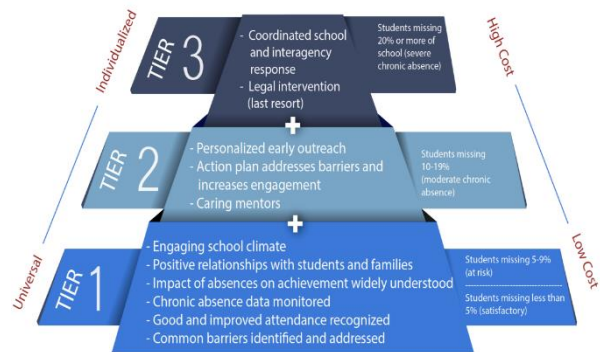 Individualized
TIER 3
- Coordinated school
and interagency
response
- Legal intervention
(last resort)
Students missing
20% or more of
school (severe
chronic absence)
High Cost
+
TIER 2
- Personalized early outreach
- Action plan addresses barriers and
increases engagement
- Caring mentors
Students missing
10-19%
(moderate chronic
absence)
+
Universal
TIER 1
- Engaging school climate
- Positive relationships with students and families
- Impact of absences on achievement widely understood
- Chronic absence data monitored
- Good and improved attendance recognized
- Common barriers identified and addressed
Students missing 5-9%
(at risk)
Students missing less than
5% (satisfactory)
Low Cost